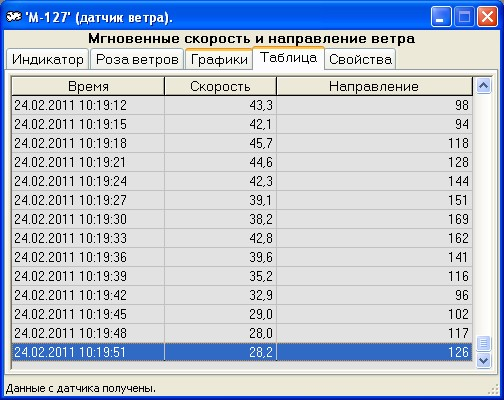 'М-127' (датчик ветра).
Мгновенные скорость и направление ветра
Индикатор Роза ветров Графики Таблица Свойства
Время Скорость Направление
24.02.2011 10:19:12 43,3 98
24.02.2011 10:19:15 42,1 94
24.02.2011 10:19:18 45,7 118
24.02.2011 10:19:21 44,6 128
24.02.2011 10:19:24 42,3 144
24.02.2011 10:19:27 39,1 151
24.02.2011 10:19:30 38,2 169
24.02.2011 10:19:33 42,8 162
24.02.2011 10:19:36 39,6 141
24.02.2011 10:19:39 35,2 116
24.02.2011 10:19:42 32,9 96
24.02.2011 10:19:45 29,0 102
24.02.2011 10:19:48 28,0 117
24.02.2011 10:19:51 28,2 126
Данные с датчика получены.